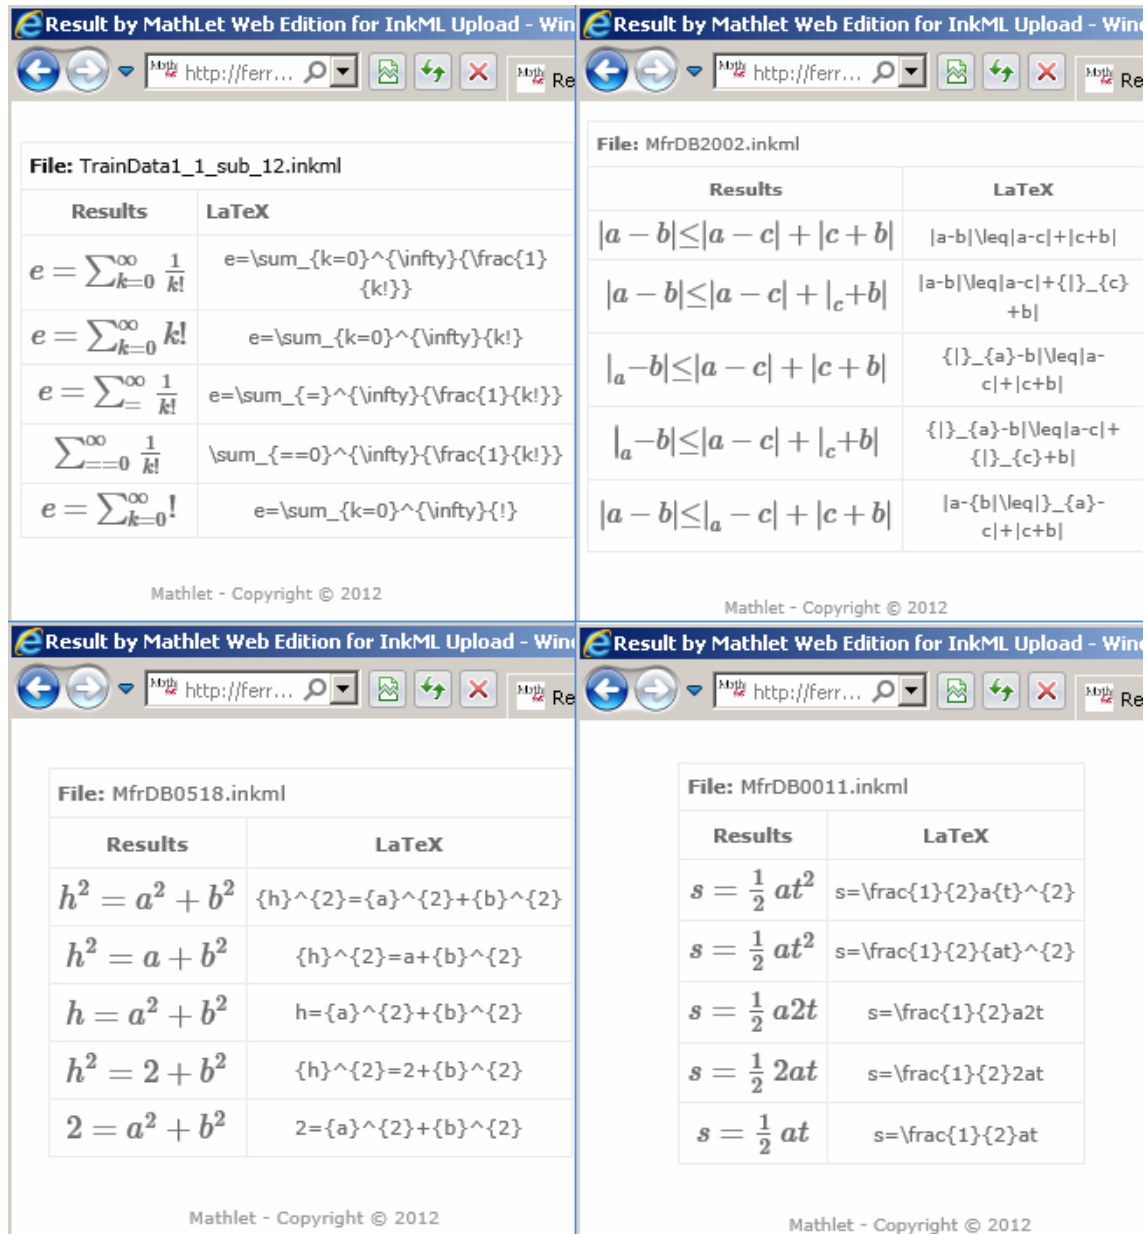 Result by MathLet Web Edition for InkML Upload - Win
Math http://ferr... Math Re
File: TrainData1_1_sub_12.inkml
Results LaTeX
e = ∑_{k=0}^{∞} 1/k! e=\sum_{k=0}^{\infty}{\frac{1}
{k!}}
e = ∑_{k=0}^{∞} k! e=\sum_{k=0}^{\infty}{k!}
e = ∑_{=}^{∞} 1/k! e=\sum_{=}^{\infty}{\frac{1}{k!}}
∑_{==0}^{∞} 1/k! \sum_{==0}^{\infty}{\frac{1}{k!}}
e = ∑_{k=0}^{∞} ! e=\sum_{k=0}^{\infty}{!}
Mathlet - Copyright © 2012
Result by Mathlet Web Edition for InkML Upload - Wind
Math http://ferr... Math Re
File: MfrDB2002.inkml
Results LaTeX
|a − b|≤|a − c| + |c + b| |a-b|\leq|a-c|+|c+b|
|a − b|≤|a − c| + |_c+b| |a-b|\leq|a-c|+{|}_{c}
+b|
|_a−b|≤|a − c| + |c + b| {|}_{a}-b|\leq|a-
c|+|c+b|
|_a−b|≤|a − c| + |_c+b| {|}_{a}-b|\leq|a-c|+
{|}_{c}+b|
|a − b|≤|_a − c| + |c + b| |a-{b|\leq|}_{a}-
c|+|c+b|
Mathlet - Copyright © 2012
Result by Mathlet Web Edition for InkML Upload - Win
Math http://ferr... Math Re
File: MfrDB0518.inkml
Results LaTeX
h² = a² + b² {h}^{2}={a}^{2}+{b}^{2}
h² = a + b² {h}^{2}=a+{b}^{2}
h = a² + b² h={a}^{2}+{b}^{2}
h² = 2 + b² {h}^{2}=2+{b}^{2}
2 = a² + b² 2={a}^{2}+{b}^{2}
Mathlet - Copyright © 2012
Result by Mathlet Web Edition for InkML Upload - Wind
Math http://ferr... Math Re
File: MfrDB0011.inkml
Results LaTeX
s = 1/2 at² s=\frac{1}{2}a{t}^{2}
s = 1/2 at² s=\frac{1}{2}{at}^{2}
s = 1/2 a2t s=\frac{1}{2}a2t
s = 1/2 2at s=\frac{1}{2}2at
s = 1/2 at s=\frac{1}{2}at
Mathlet - Copyright © 2012